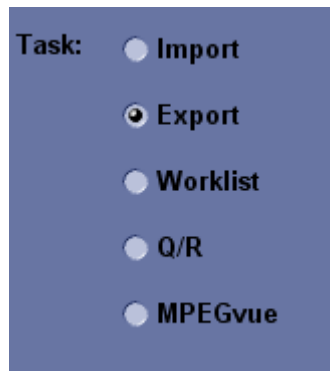 Task: Import
Export
Worklist
Q/R
MPEGvue